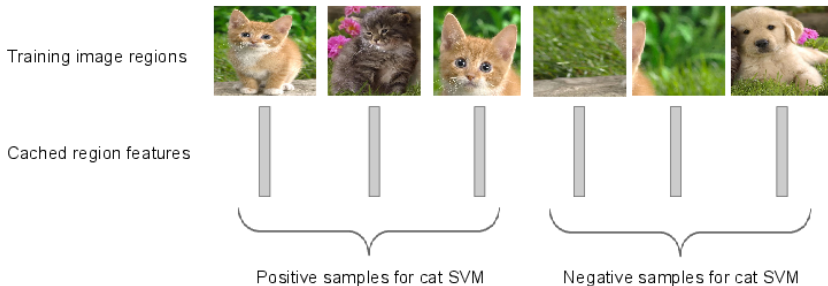 Training image regions
Cached region features
Positive samples for cat SVM
Negative samples for cat SVM